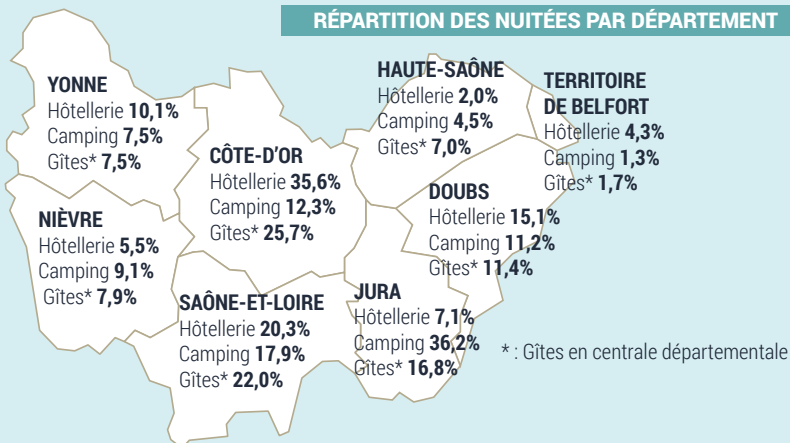 RÉPARTITION DES NUITÉES PAR DÉPARTEMENT
YONNE
Hôtellerie 10,1%
Camping 7,5%
Gîtes* 7,5%
CÔTE-D'OR
Hôtellerie 35,6%
Camping 12,3%
Gîtes* 25,7%
HAUTE-SAÔNE
Hôtellerie 2,0%
Camping 4,5%
Gîtes* 7,0%
TERRITOIRE
DE BELFORT
Hôtellerie 4,3%
Camping 1,3%
Gîtes* 1,7%
NIÈVRE
Hôtellerie 5,5%
Camping 9,1%
Gîtes* 7,9%
DOUBS
Hôtellerie 15,1%
Camping 11,2%
Gîtes* 11,4%
SAÔNE-ET-LOIRE
Hôtellerie 20,3%
Camping 17,9%
Gîtes* 22,0%
JURA
Hôtellerie 7,1%
Camping 36,2%
Gîtes* 16,8%
* : Gîtes en centrale départementale